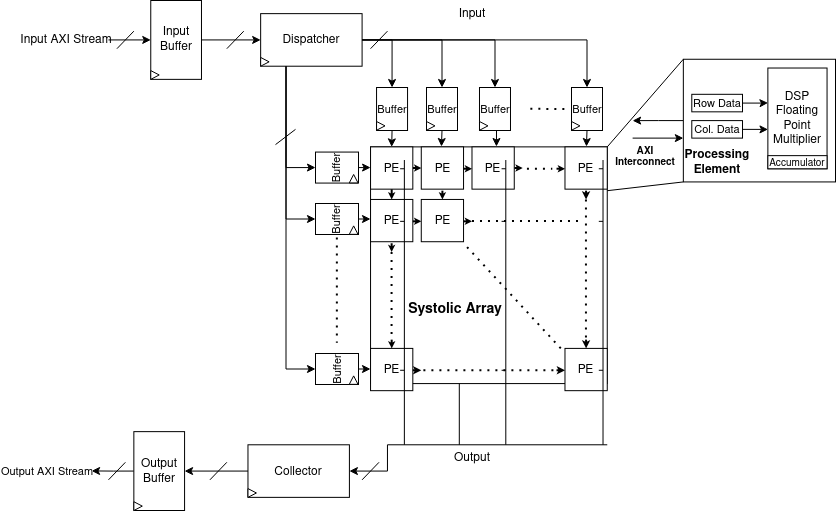 Input
Input AXI Stream
Input
Buffer
Dispatcher
Buffer
Buffer
Buffer
Buffer
Row Data
Col. Data
DSP
Floating
Point
Multiplier
Accumulator
AXI
Interconnect
Processing
Element
Buffer
PE
PE
PE
PE
Buffer
PE
PE
Systolic Array
Buffer
PE
PE
Output
Output AXI Stream
Output
Buffer
Collector